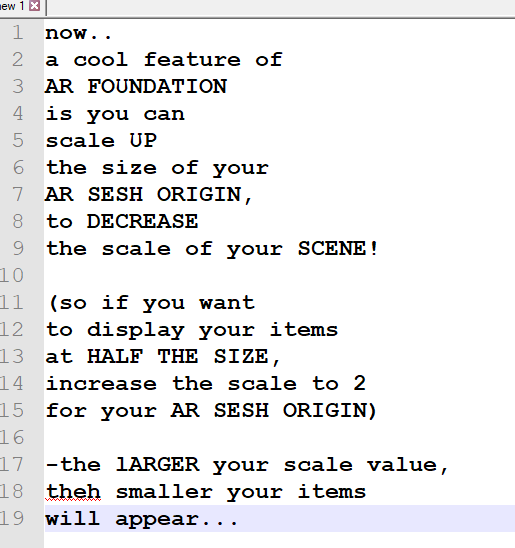 new 1
1 now..
2 a cool feature of
3 AR FOUNDATION
4 is you can
5 scale UP
6 the size of your
7 AR SESH ORIGIN,
8 to DECREASE
9 the scale of your SCENE!
10
11 (so if you want
12 to display your items
13 at HALF THE SIZE,
14 increase the scale to 2
15 for your AR SESH ORIGIN)
16
17 -the lARGER your scale value,
18 theh smaller your items
19 will appear...